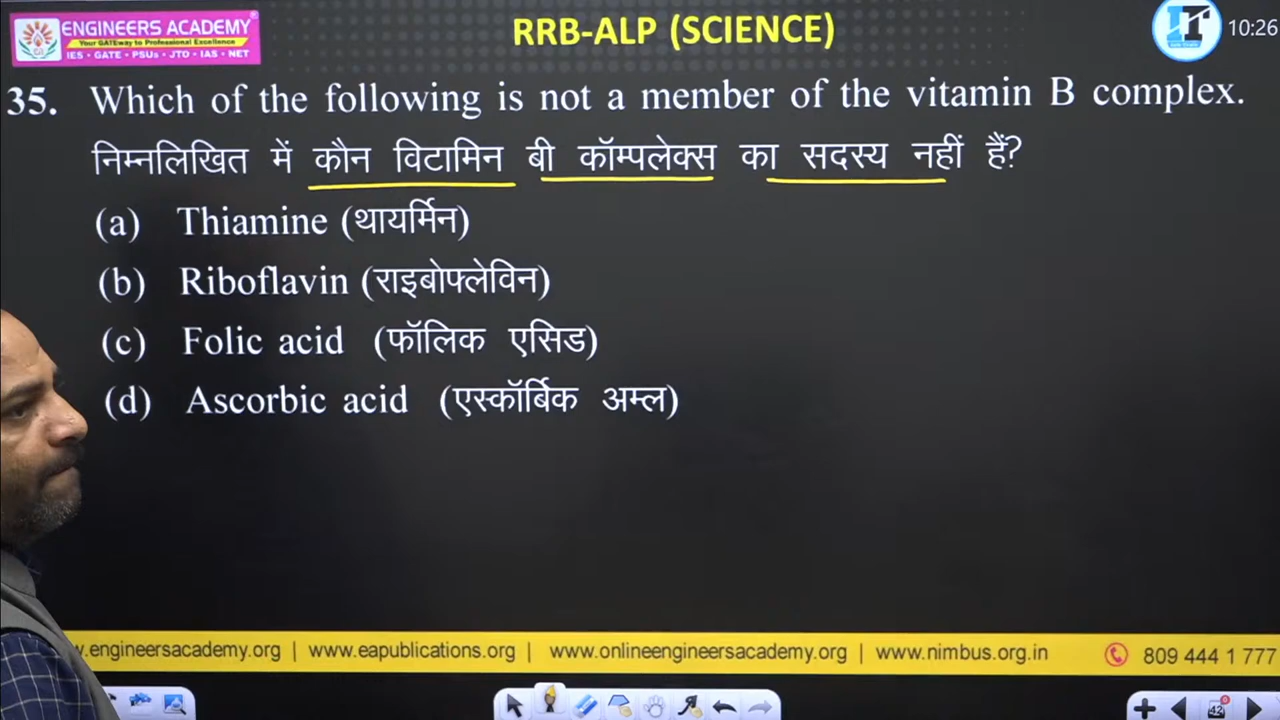 ENGINEERS ACADEMY
Your GATEway to Professional Excellence
IES • GATE • PSUs • JTO • IAS • NET
RRB-ALP (SCIENCE)
10:26
35. Which of the following is not a member of the vitamin B complex.
निम्नलिखित में कौन विटामिन बी कॉम्पलेक्स का सदस्य नहीं हैं?
(a) Thiamine (थायर्मिन)
(b) Riboflavin (राइबोफ्लेविन)
(c) Folic acid (फॉलिक एसिड)
(d) Ascorbic acid (एस्कॉर्बिक अम्ल)
.engineersacademy.org | www.eapublications.org | www.onlineengineersacademy.org | www.nimbus.org.in 809 444 1 777
42